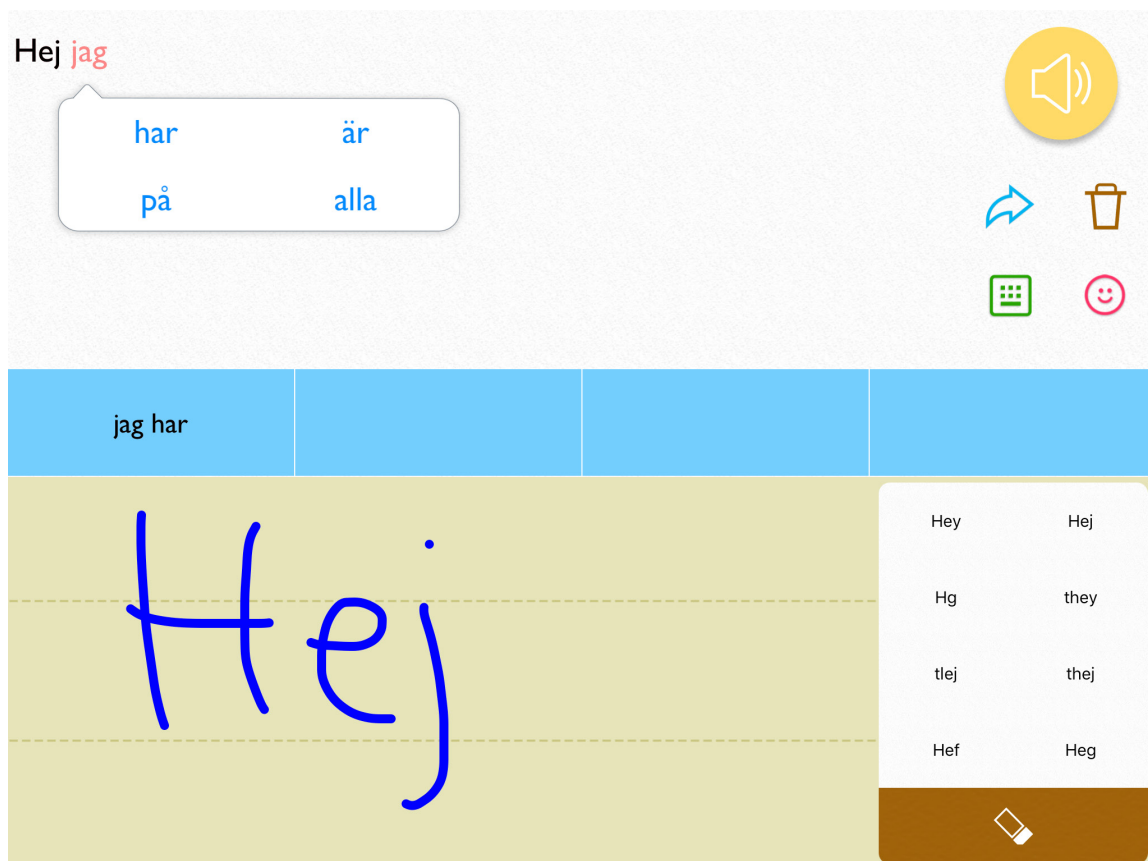 Hej jag
har är
på alla
jag har
Hej
Hey Hej
Hg they
tlej thej
Hef Heg